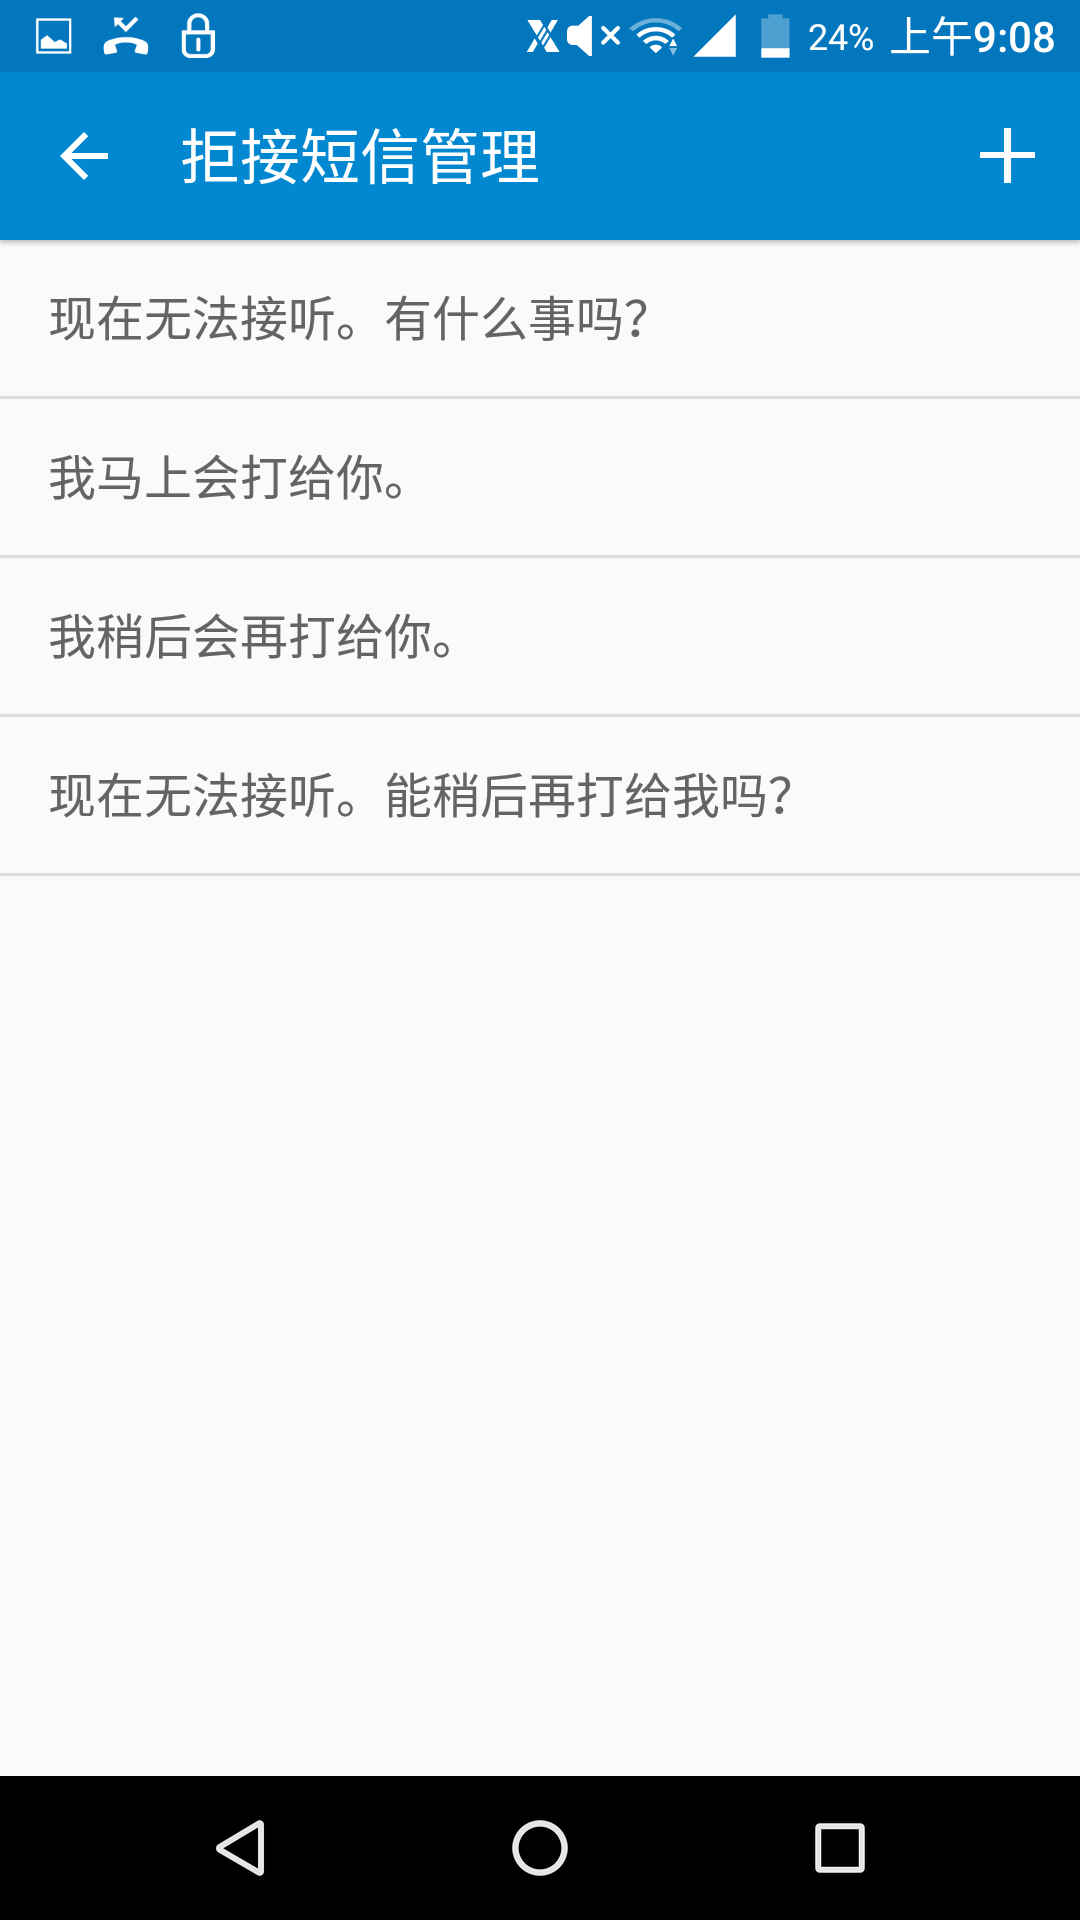 24% 上午9:08
拒接短信管理
现在无法接听。有什么事吗?
我马上会打给你。
我稍后会再打给你。
现在无法接听。能稍后再打给我吗?